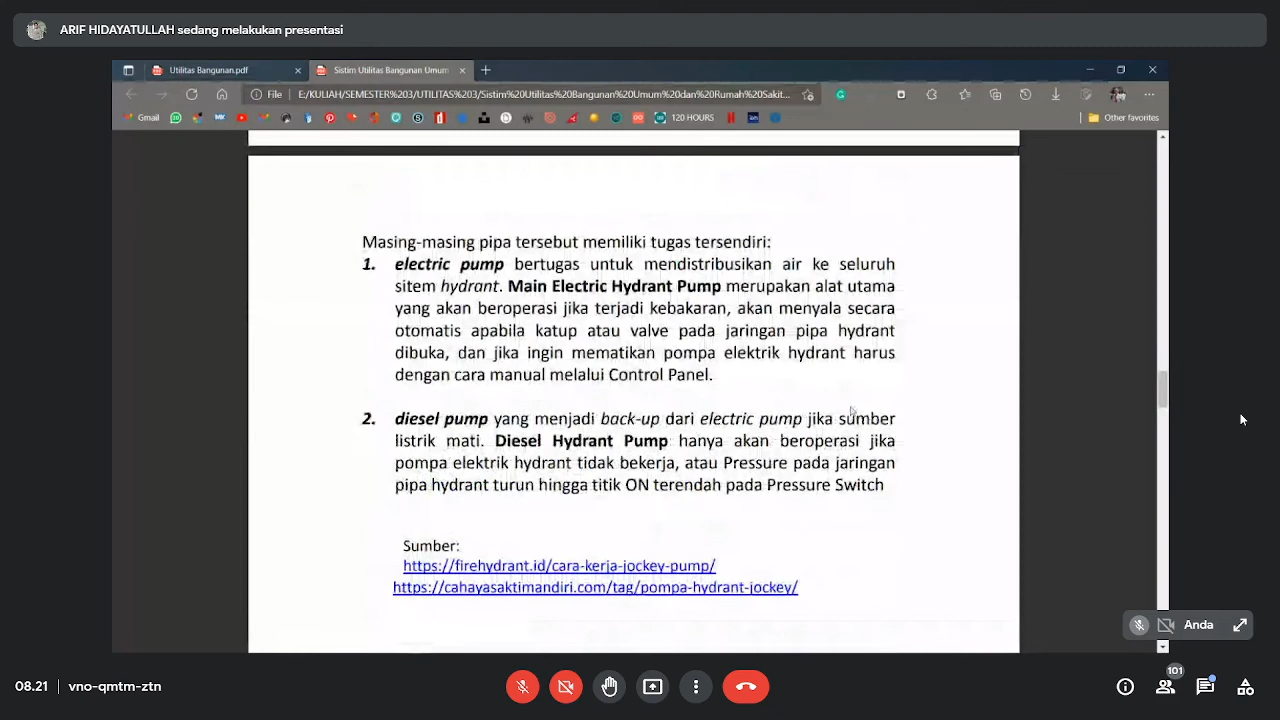 ARIF HIDAYATULLAH sedang melakukan presentasi
Utilitas Bangunan.pdf
Sistim Utilitas Bangunan Umum
File
E:/KULIAH/SEMESTER%203/UTILITAS%203/Sistim%20Utilitas%20Bangunan%20Umum%20dan%20Rumah%20Sakit...
Gmail
120 HOURS
Other favorites
Masing-masing pipa tersebut memiliki tugas tersendiri:
1. electric pump bertugas untuk mendistribusikan air ke seluruh
sitem hydrant. Main Electric Hydrant Pump merupakan alat utama
yang akan beroperasi jika terjadi kebakaran, akan menyala secara
otomatis apabila katup atau valve pada jaringan pipa hydrant
dibuka, dan jika ingin mematikan pompa elektrik hydrant harus
dengan cara manual melalui Control Panel.
2. diesel pump yang menjadi back-up dari electric pump jika sumber
listrik mati. Diesel Hydrant Pump hanya akan beroperasi jika
pompa elektrik hydrant tidak bekerja, atau Pressure pada jaringan
pipa hydrant turun hingga titik ON terendah pada Pressure Switch
Sumber:
https://firehydrant.id/cara-kerja-jockey-pump/
https://cahayasaktimandiri.com/tag/pompa-hydrant-jockey/
Anda
08.21 | vno-qmtm-ztn
101